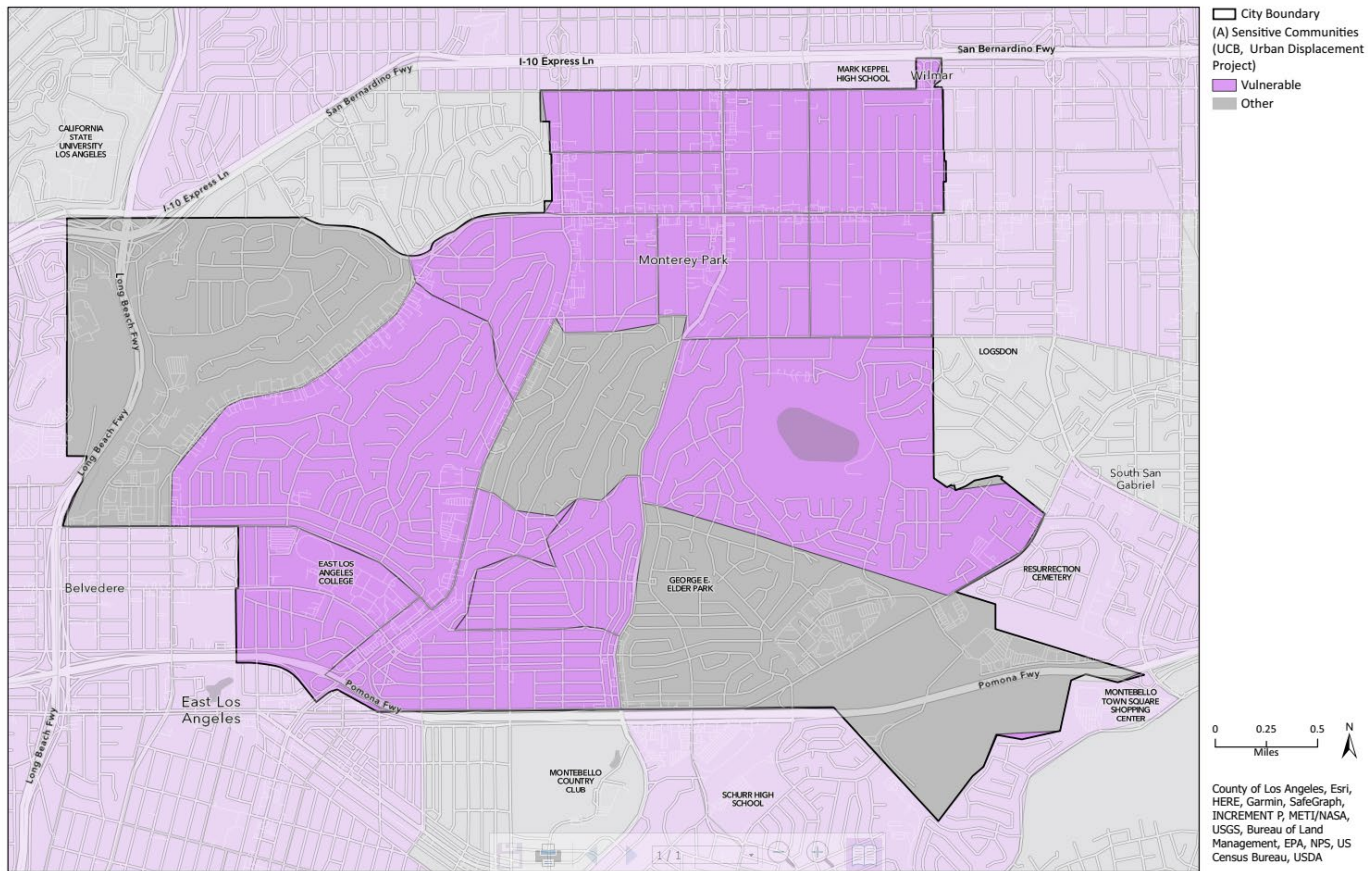 City Boundary
(A) Sensitive Communities
(UCB, Urban Displacement
Project)
Vulnerable
Other
San Bernardino Fwy
I-10 Express Ln
MARK KEPPEL
HIGH SCHOOL
Wilmar
San Bernardino Fwy
CALIFORNIA
STATE
UNIVERSITY
LOS ANGELES
I-10 Express Ln
Long Beach Fwy
Monterey Park
LOGSDON
Long Beach Fwy
South San
Gabriel
EAST LOS
ANGELES
COLLEGE
GEORGE E.
ELDER PARK
RESURRECTION
CEMETERY
Belvedere
Pomona Fwy
Pomona Fwy
East Los
Angeles
MONTEBELLO
TOWN SQUARE
SHOPPING
CENTER
Long Beach Fwy
MONTEBELLO
COUNTRY
CLUB
SCHURR HIGH
SCHOOL
1 / 1
0 0.25 0.5
Miles
N
County of Los Angeles, Esri,
HERE, Garmin, SafeGraph,
INCREMENT P, METI/NASA,
USGS, Bureau of Land
Management, EPA, NPS, US
Census Bureau, USDA